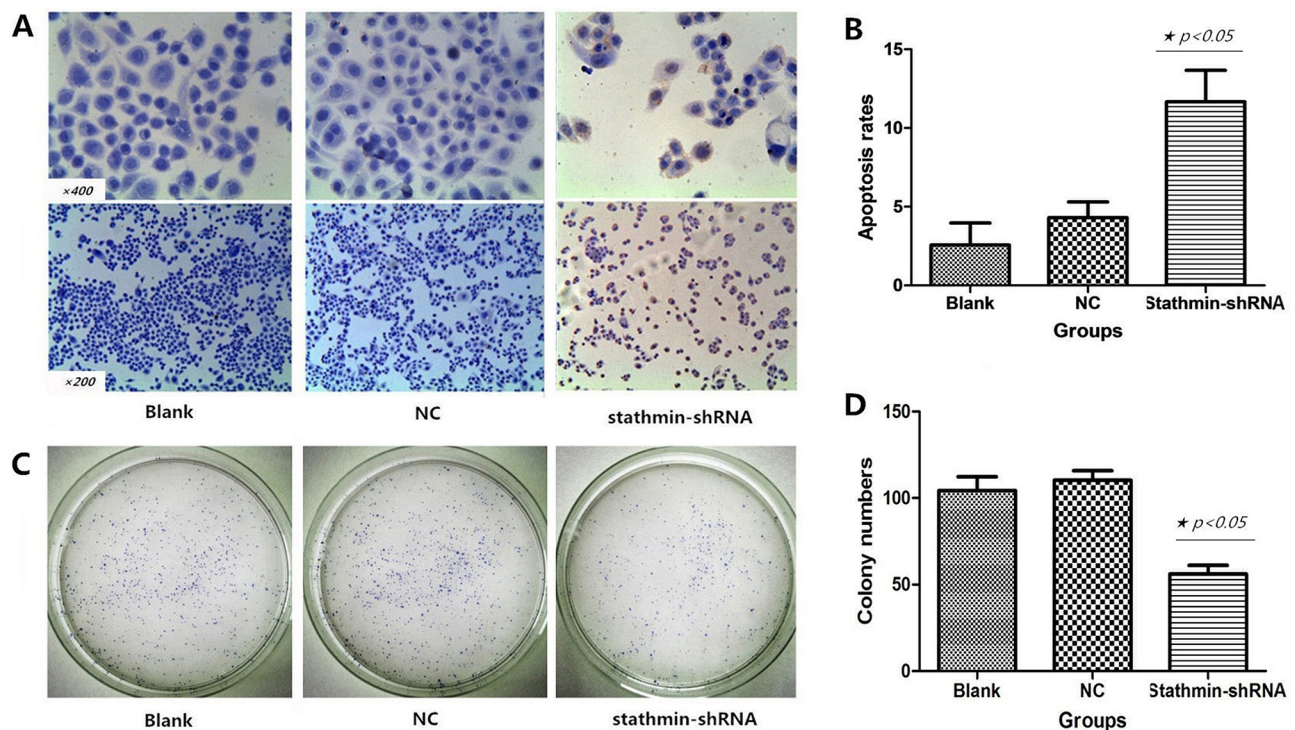 A
×400
×200
Blank
NC
stathmin-shRNA
B
★ p<0.05
15
10
5
0
Apoptosis rates
Blank
NC
Stathmin-shRNA
Groups
C
Blank
NC
stathmin-shRNA
D
150
100
50
0
Colony numbers
★ p<0.05
Blank
NC
Stathmin-shRNA
Groups